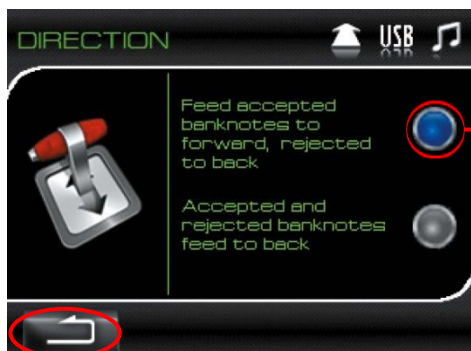 DIRECTION
USB
Feed accepted
banknotes to
forward, rejected
to back
Accepted and
rejected banknotes
feed to back